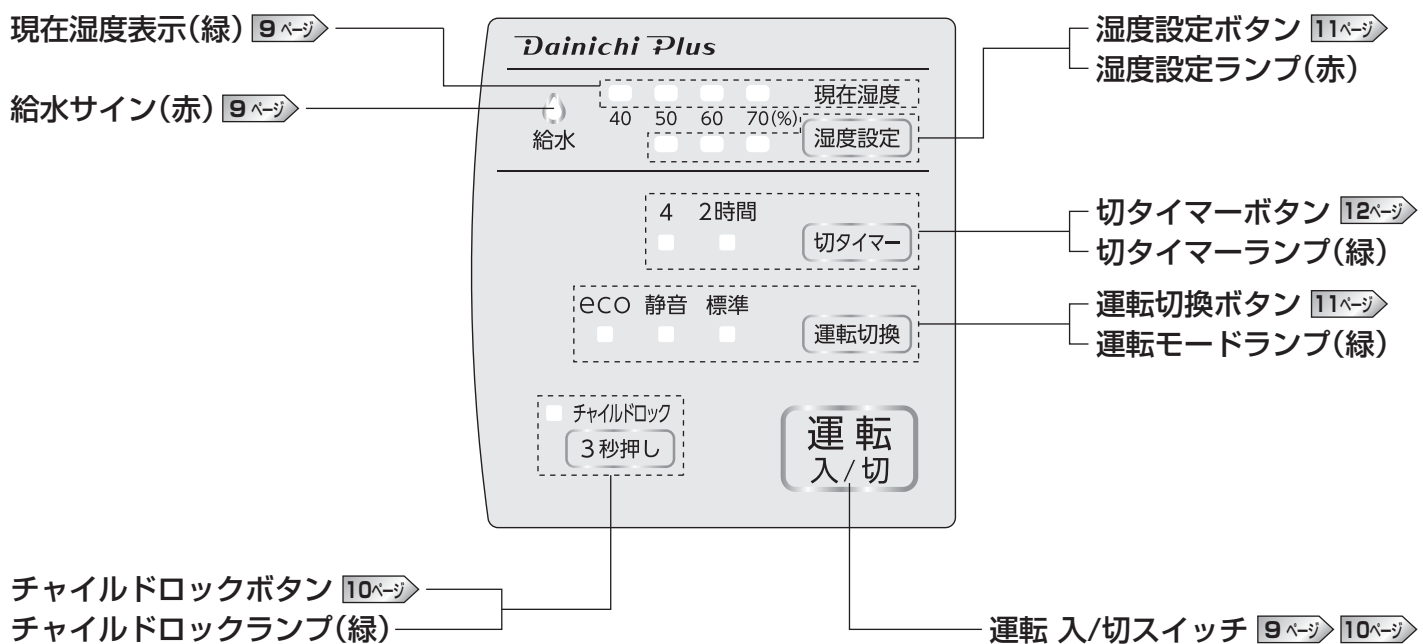 現在湿度表示(緑) 9ページ
給水サイン(赤) 9ページ
Dainichi Plus
現在湿度
40 50 60 70(%)
給水
湿度設定
4 2時間
切タイマー
eco 静音 標準
運転切換
チャイルドロック
3秒押し
運転
入/切
湿度設定ボタン 11ページ
湿度設定ランプ(赤)
切タイマーボタン 12ページ
切タイマーランプ(緑)
運転切換ボタン 11ページ
運転モードランプ(緑)
チャイルドロックボタン 10ページ
チャイルドロックランプ(緑)
運転 入/切スイッチ 9ページ 10ページ